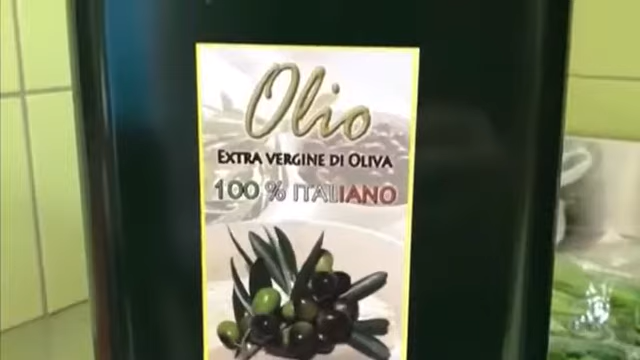 Olio
EXTRA VERGINE DI OLIVA
100 % ITALIANO